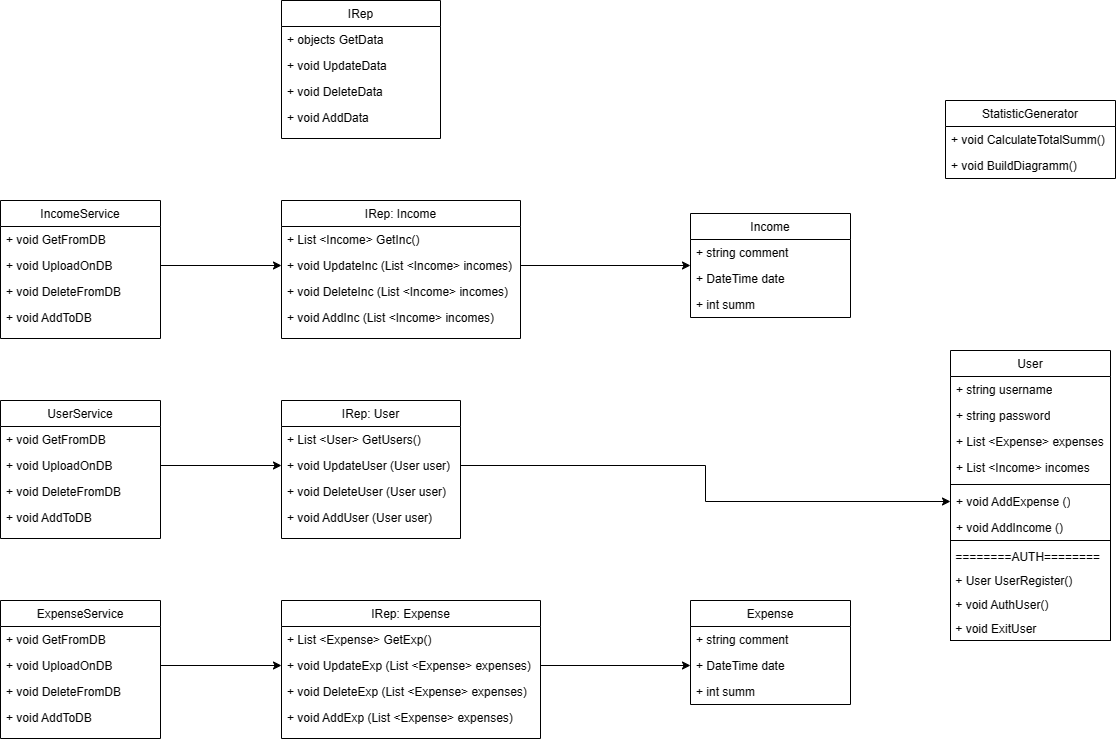 IRep
+ objects GetData
+ void UpdateData
+ void DeleteData
+ void AddData
StatisticGenerator
+ void CalculateTotalSumm()
+ void BuildDiagramm()
IncomeService
+ void GetFromDB
+ void UploadOnDB
+ void DeleteFromDB
+ void AddToDB
IRep: Income
+ List <Income> GetInc()
+ void UpdateInc (List <Income> incomes)
+ void DeleteInc (List <Income> incomes)
+ void AddInc (List <Income> incomes)
Income
+ string comment
+ DateTime date
+ int summ
UserService
+ void GetFromDB
+ void UploadOnDB
+ void DeleteFromDB
+ void AddToDB
IRep: User
+ List <User> GetUsers()
+ void UpdateUser (User user)
+ void DeleteUser (User user)
+ void AddUser (User user)
User
+ string username
+ string password
+ List <Expense> expenses
+ List <Income> incomes
+ void AddExpense ()
+ void AddIncome ()
========AUTH========
+ User UserRegister()
+ void AuthUser()
+ void ExitUser
ExpenseService
+ void GetFromDB
+ void UploadOnDB
+ void DeleteFromDB
+ void AddToDB
IRep: Expense
+ List <Expense> GetExp()
+ void UpdateExp (List <Expense> expenses)
+ void DeleteExp (List <Expense> expenses)
+ void AddExp (List <Expense> expenses)
Expense
+ string comment
+ DateTime date
+ int summ